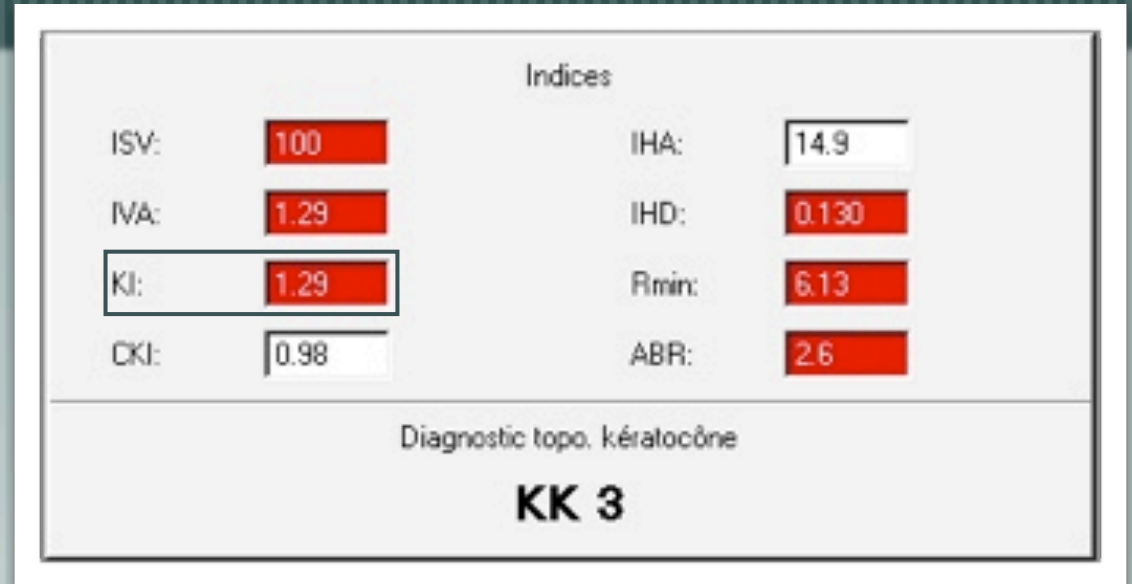 Indices
ISV: 100 IHA: 14.9
IVA: 1.29 IHD: 0.130
KI: 1.29 Rmin: 6.13
CKI: 0.98 ABR: 2.6
Diagnostic topo. kératocône
KK 3